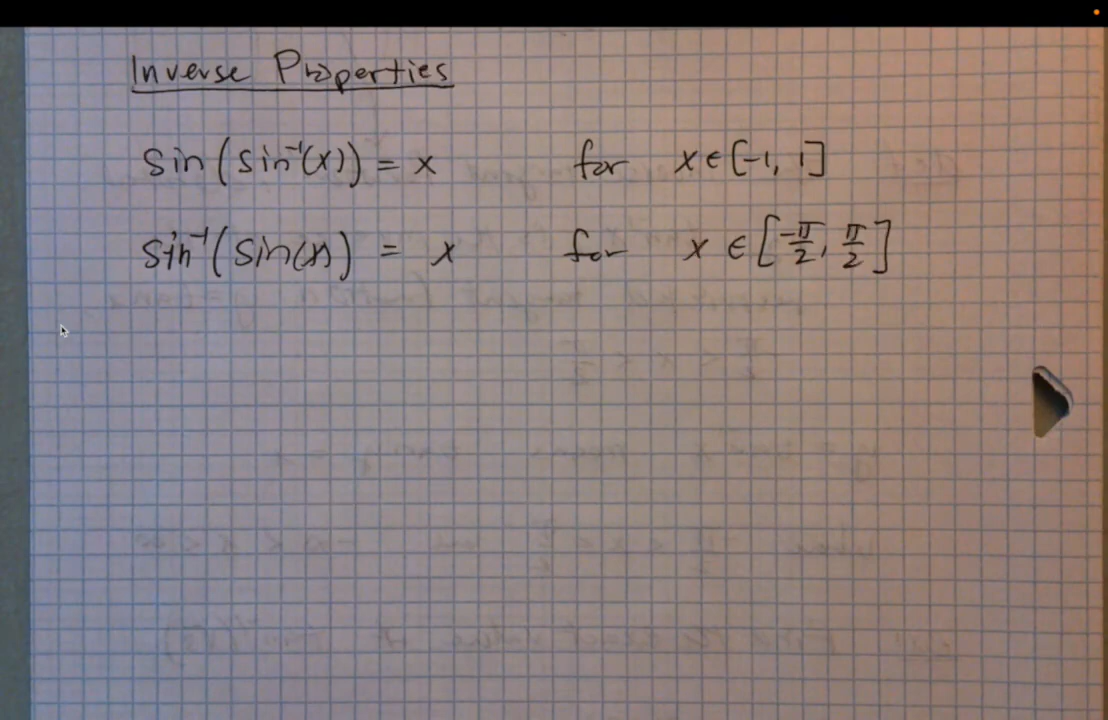 Inverse Properties
sin(sin⁻¹(x)) = x for x ∈ [-1, 1]
sin⁻¹(sin(x)) = x for x ∈ [-π/2, π/2]